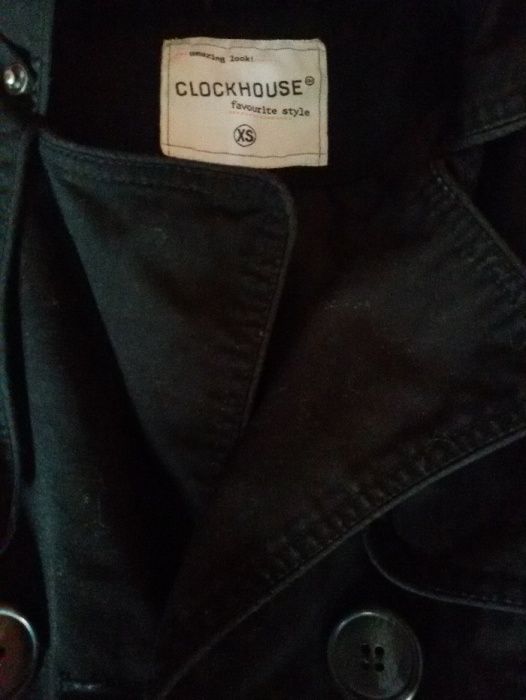 amazing look!
CLOCKHOUSE®
favourite style
XS